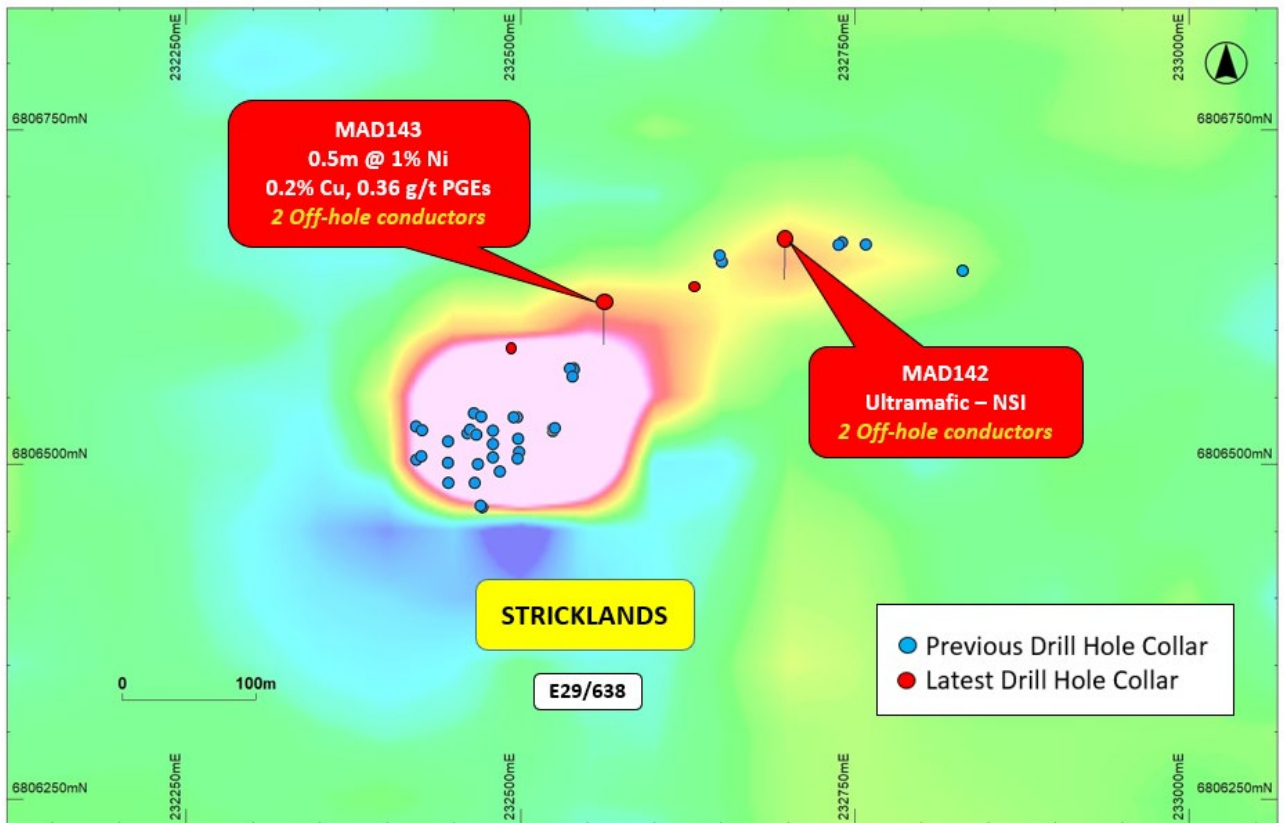 232250mE
232500mE
232750mE
233000mE
6806750mN
6806750mN
MAD143
0.5m @ 1% Ni
0.2% Cu, 0.36 g/t PGEs
2 Off-hole conductors
MAD142
Ultramafic – NSI
2 Off-hole conductors
6806500mN
6806500mN
STRICKLANDS
E29/638
0 100m
Previous Drill Hole Collar
Latest Drill Hole Collar
6806250mN
6806250mN
232250mE
232500mE
232750mE
233000mE